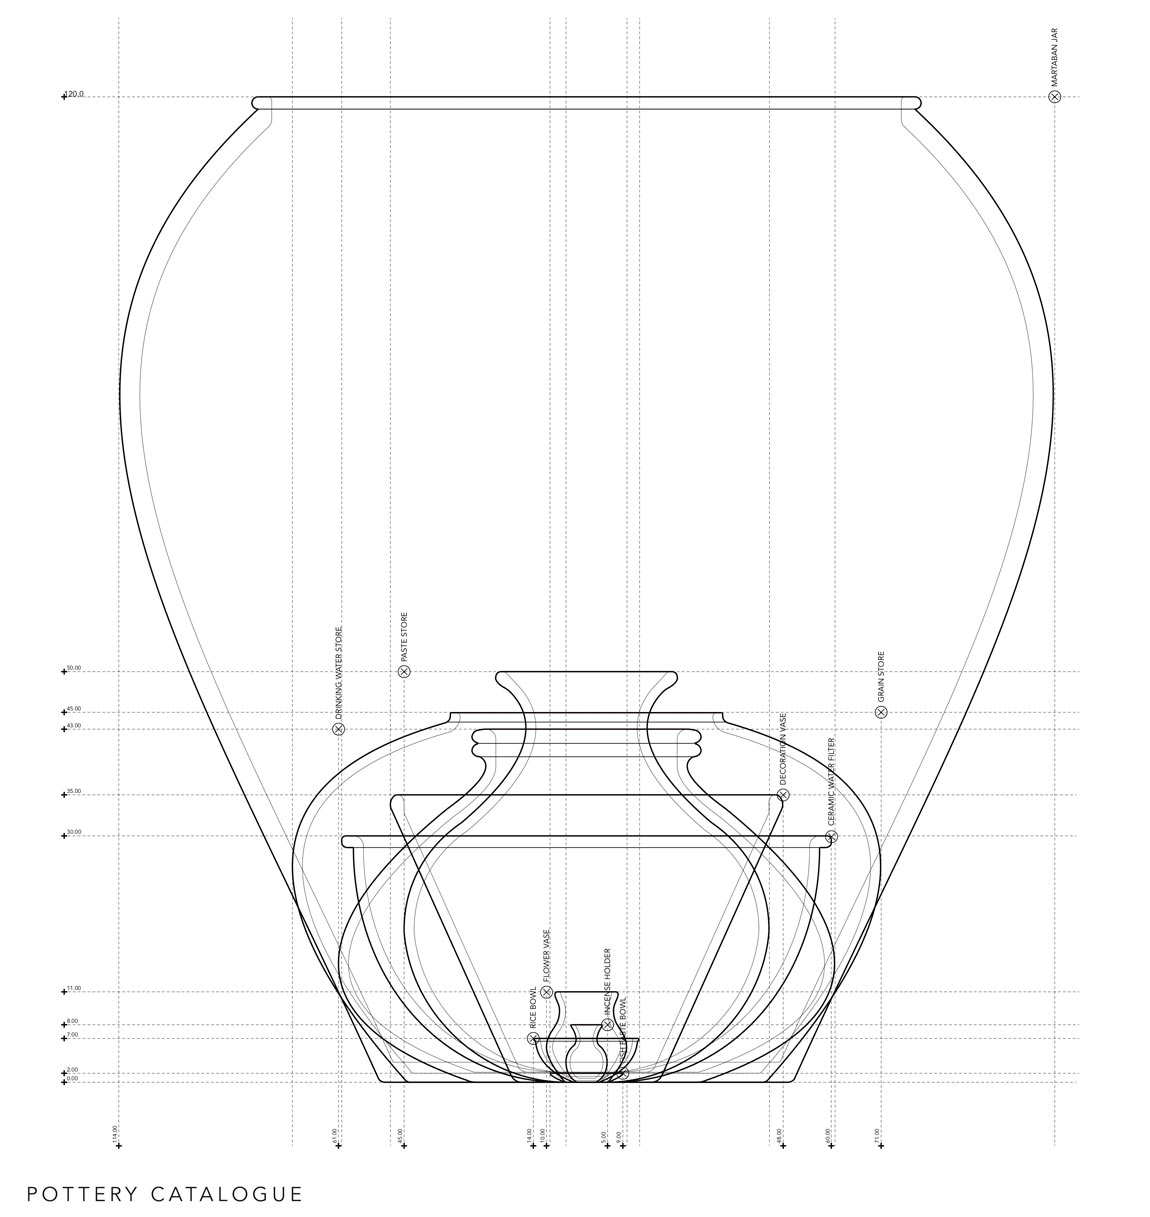 MARTABAN JAR
120.0
PASTE STORE
DRINKING WATER STORE
GRAIN STORE
50.00
45.00
43.00
DECORATION VASE
CERAMIC WATER FILTER
35.00
30.00
FLOWER VASE
INCENSE HOLDER
RICE BOWL
PASTE BOWL
11.00
8.00
7.00
2.00
0.00
114.00 61.00 45.00 14.00 10.00 5.00 9.00 48.00 60.00 71.00
POTTERY CATALOGUE